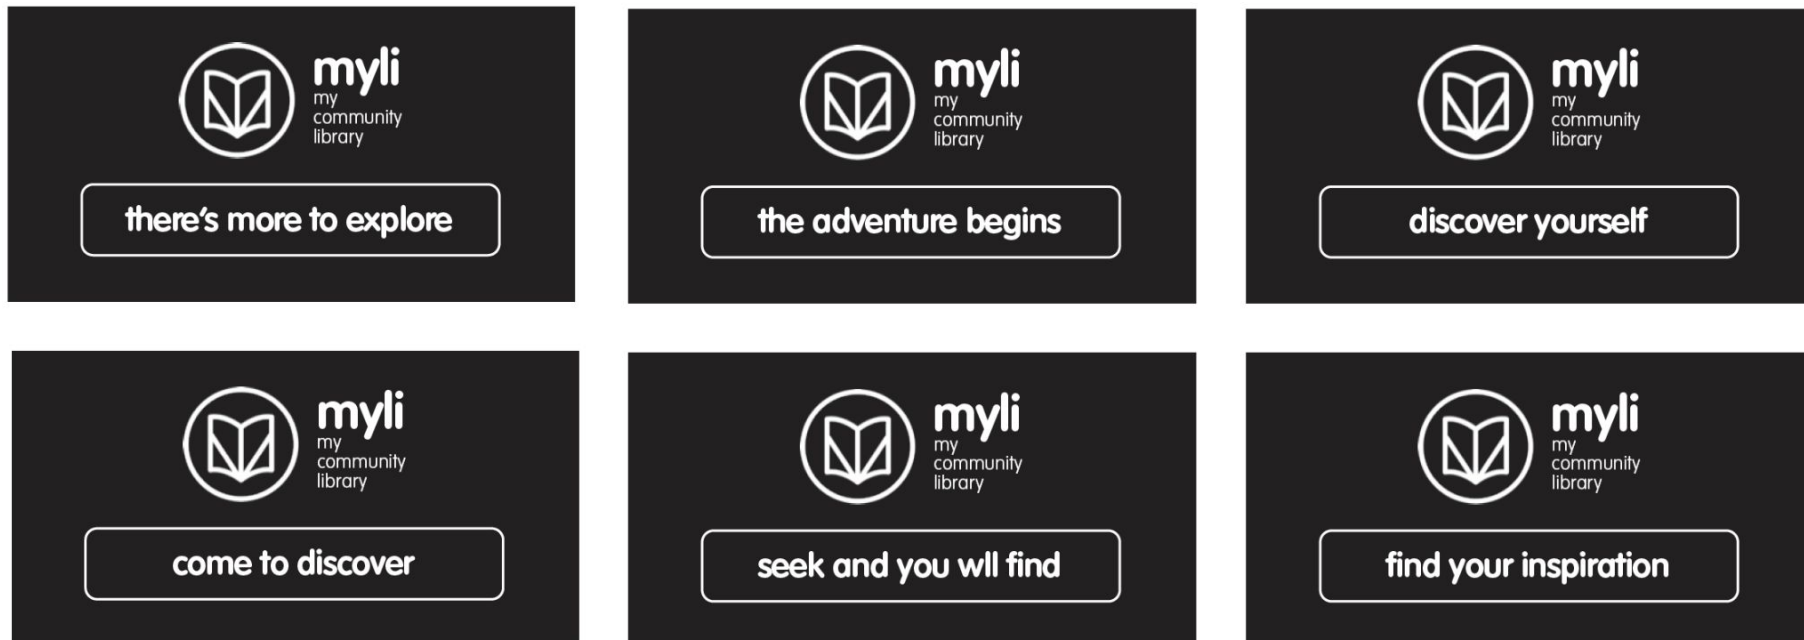 myli
my
community
library
there's more to explore
myli
my
community
library
the adventure begins
myli
my
community
library
discover yourself
myli
my
community
library
come to discover
myli
my
community
library
seek and you wll find
myli
my
community
library
find your inspiration